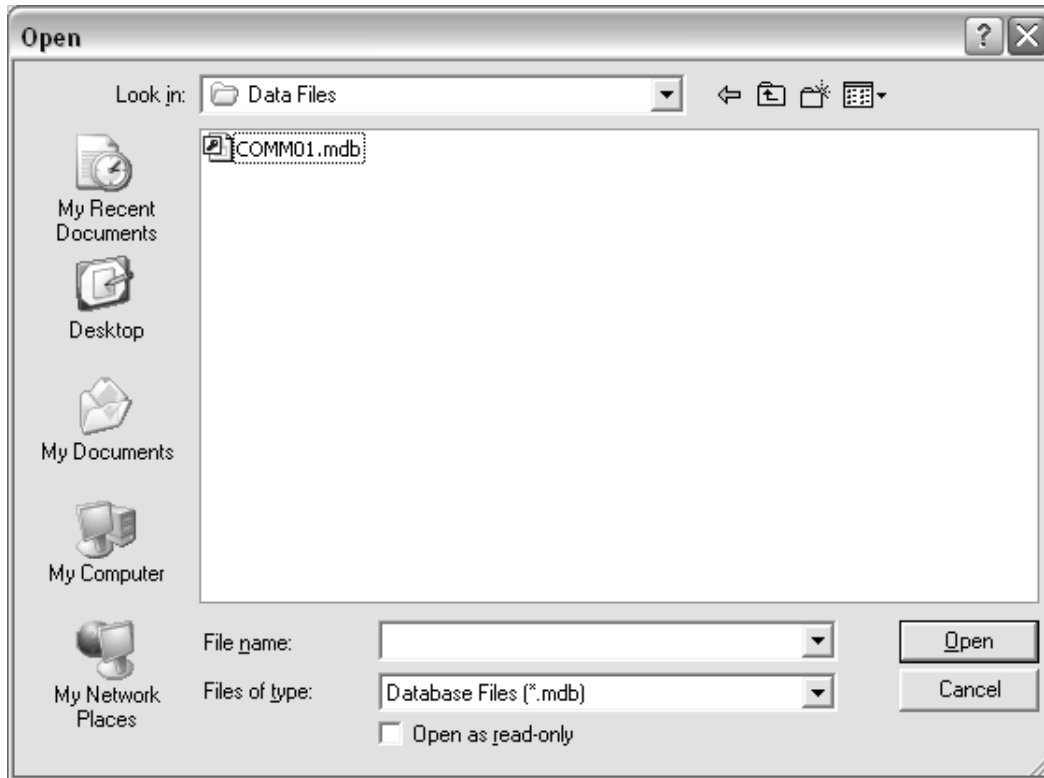 Open
Look in: Data Files
COMM01.mdb
My Recent
Documents
Desktop
My Documents
My Computer
My Network
Places
File name:
Open
Files of type: Database Files (*.mdb)
Cancel
Open as read-only